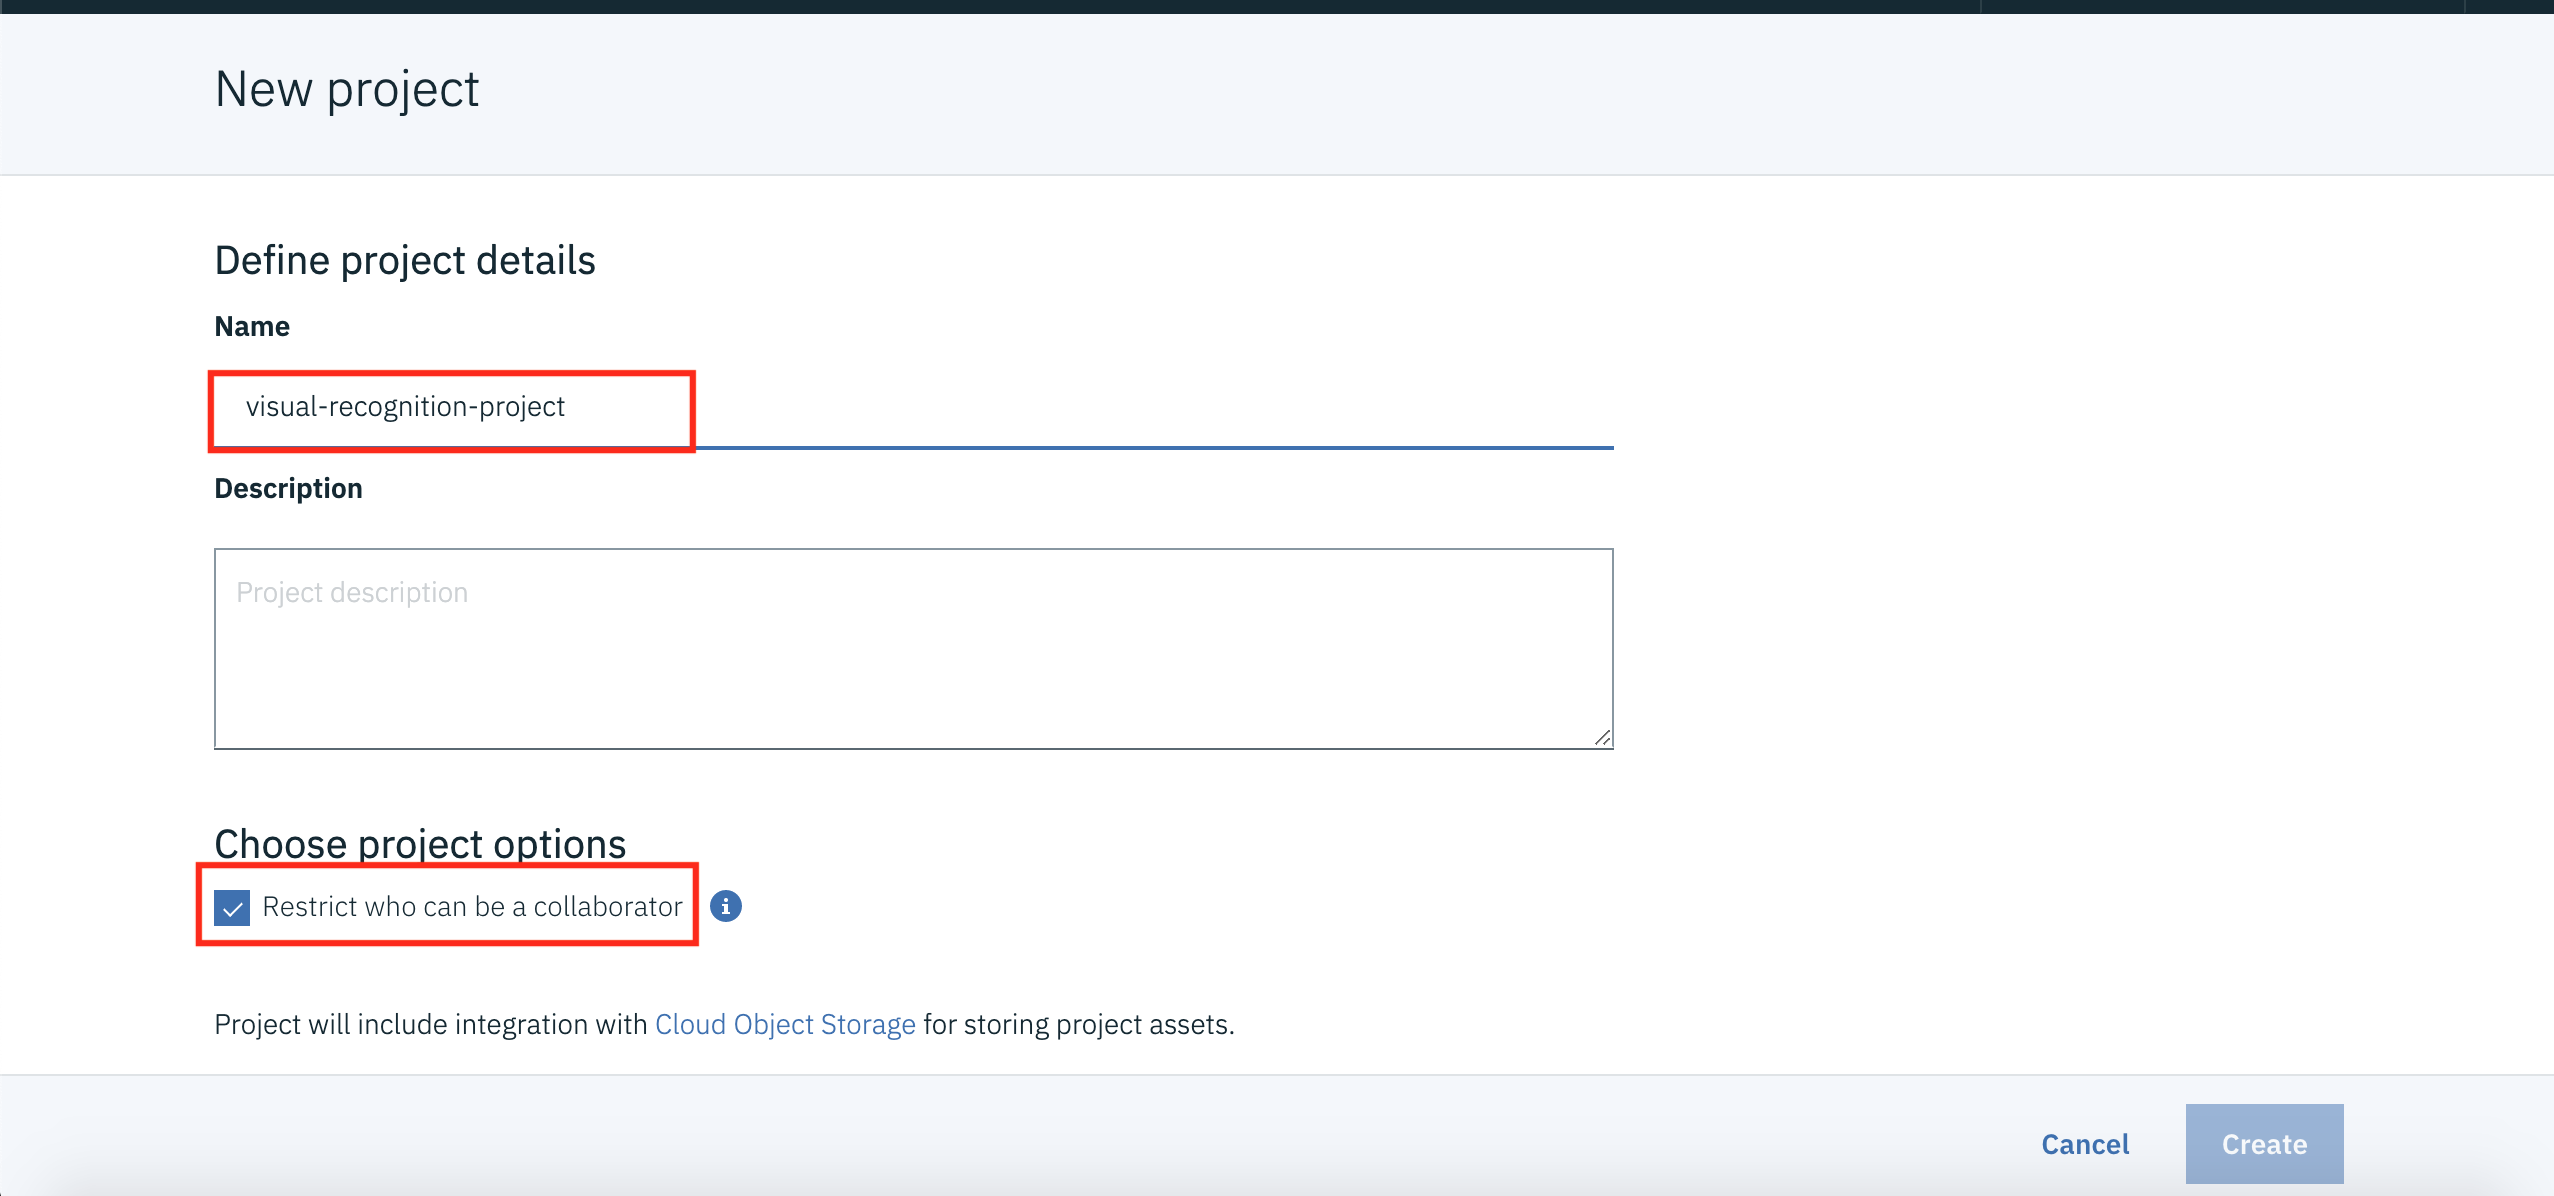 New project
Define project details
Name
visual-recognition-project
Description
Project description
Choose project options
Restrict who can be a collaborator
Project will include integration with Cloud Object Storage for storing project assets.
Cancel
Create